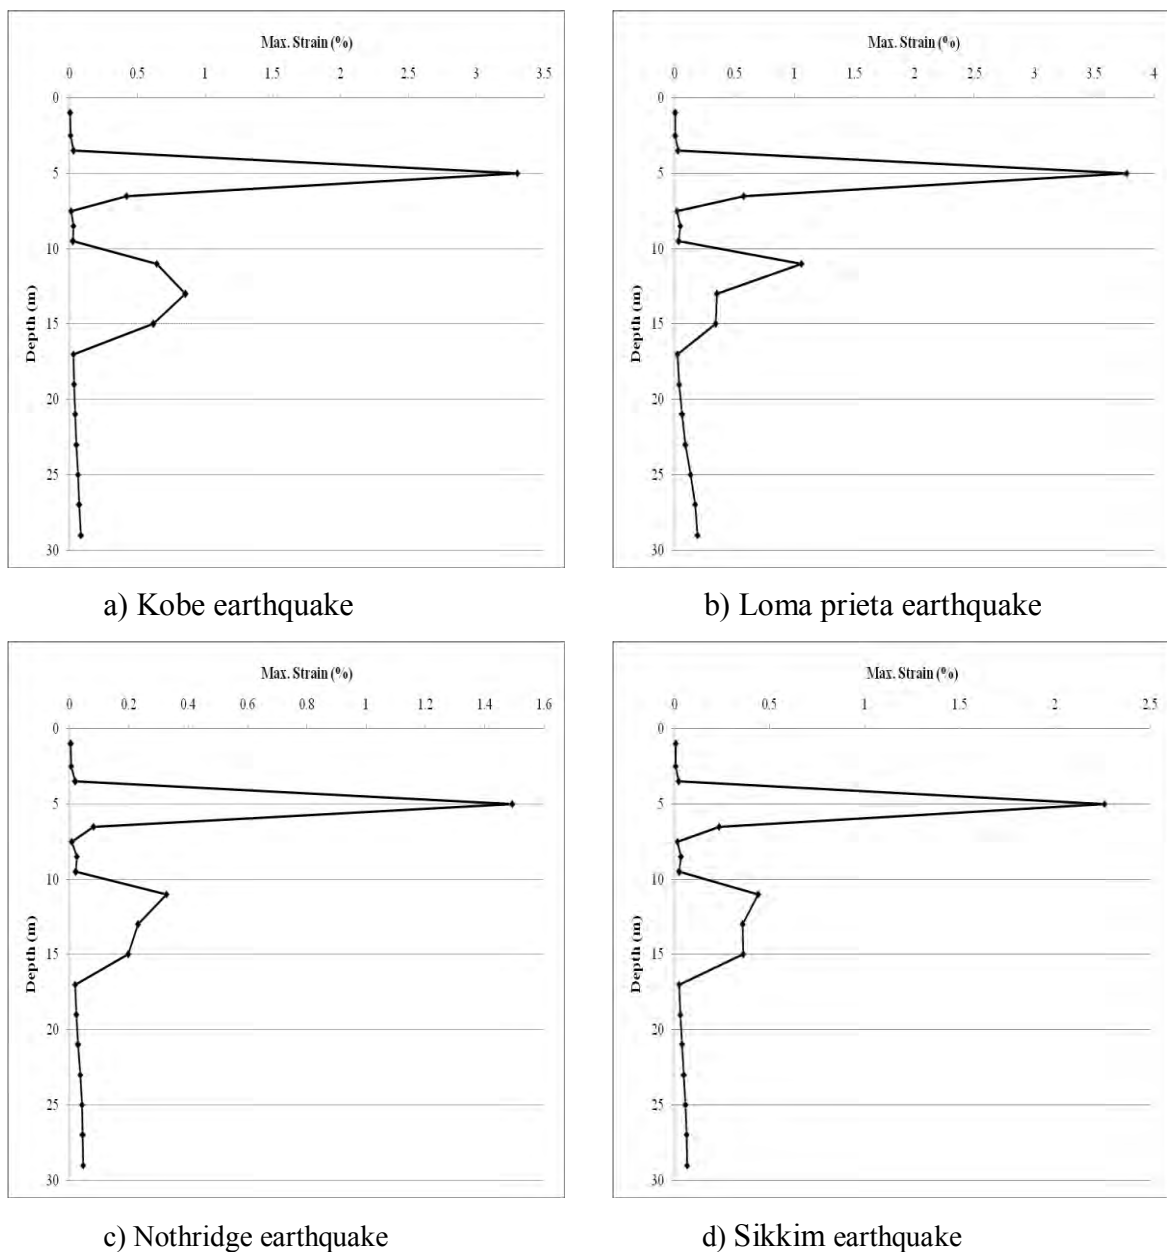 Max. Strain (%)
0 0.5 1 1.5 2 2.5 3 3.5
0
5
10
15
20
25
30
Depth (m)
a) Kobe earthquake
Max. Strain (%)
0 0.5 1 1.5 2 2.5 3 3.5 4
0
5
10
15
20
25
30
Depth (m)
b) Loma prieta earthquake
Max. Strain (%)
0 0.2 0.4 0.6 0.8 1 1.2 1.4 1.6
0
5
10
15
20
25
30
Depth (m)
c) Nothridge earthquake
Max. Strain (%)
0 0.5 1 1.5 2 2.5
0
5
10
15
20
25
30
Depth (m)
d) Sikkim earthquake